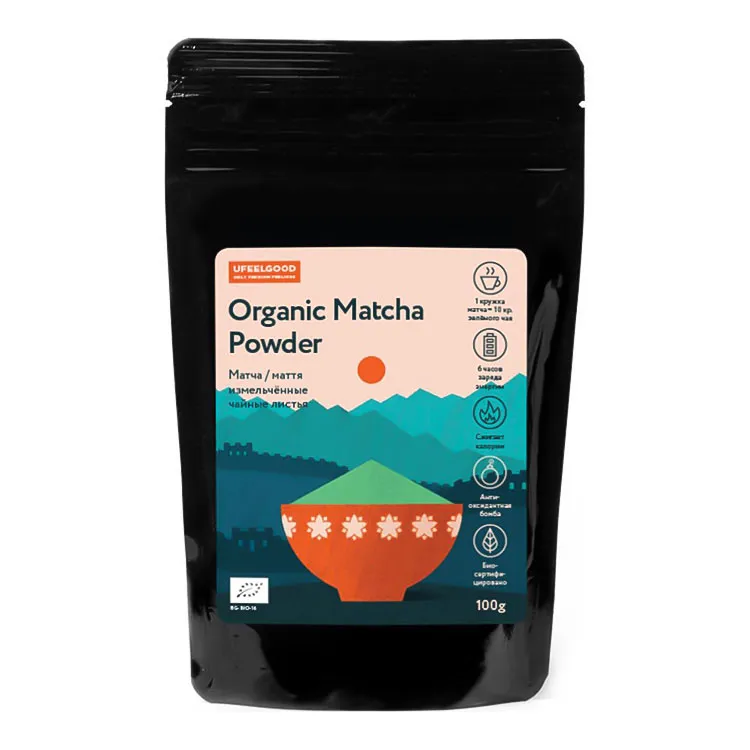 UFEELGOOD
Organic Matcha
Powder
Матча / маття
измельчённые
чайные листья
1 кружка
матча = 10 кр.
зелёного чая
6 часов
заряда
энергии
Сжигает
калории
Анти-
оксидантная
бомба
Био-
сертифи-
цировано
BG-BIO-16
100g